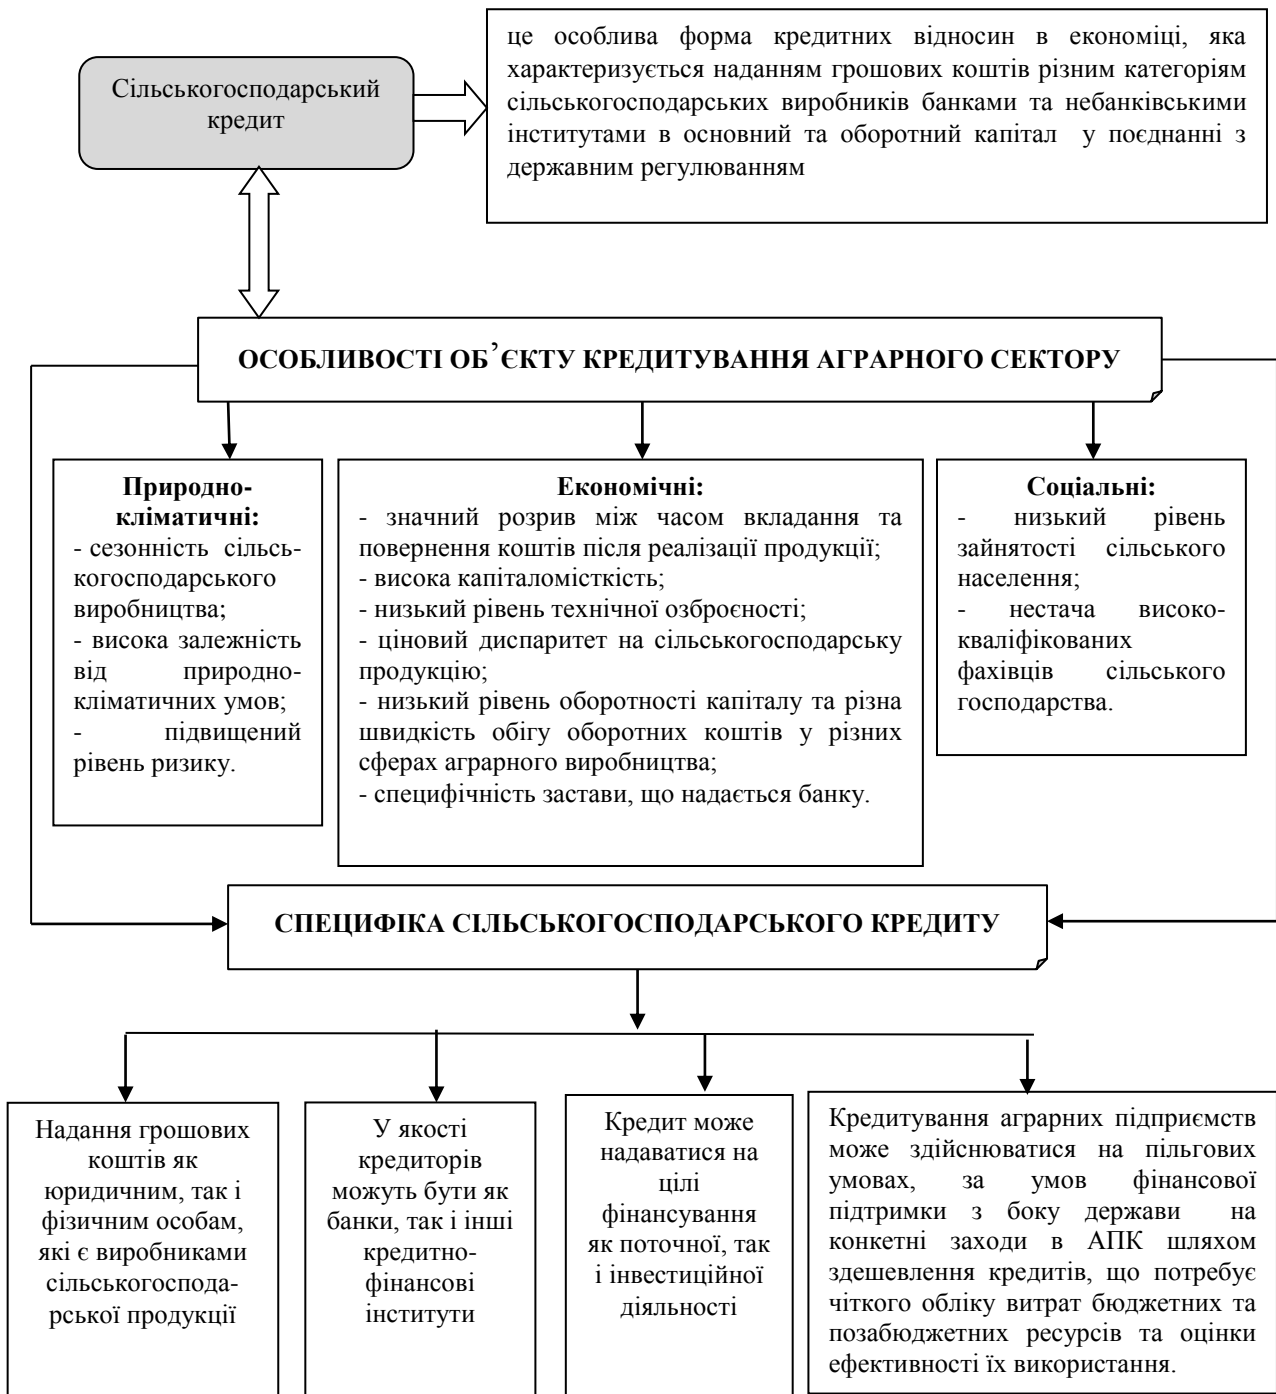 Сільськогосподарський
кредит
це особлива форма кредитних відносин в економіці, яка
характеризується наданням грошових коштів різним категоріям
сільськогосподарських виробників банками та небанківськими
інститутами в основний та оборотний капітал у поєднанні з
державним регулюванням
ОСОБЛИВОСТІ ОБ’ЄКТУ КРЕДИТУВАННЯ АГРАРНОГО СЕКТОРУ
Природно-
кліматичні:
- сезонність сільсь-
когосподарського
виробництва;
- висока залежність
від природно-
кліматичних умов;
- підвищений
рівень ризику.
Економічні:
- значний розрив між часом вкладання та
повернення коштів після реалізації продукції;
- висока капіталомісткість;
- низький рівень технічної озброєності;
- ціновий диспаритет на сільськогосподарську
продукцію;
- низький рівень оборотності капіталу та різна
швидкість обігу оборотних коштів у різних
сферах аграрного виробництва;
- специфічність застави, що надається банку.
Соціальні:
- низький рівень
зайнятості сільського
населення;
- нестача високо-
кваліфікованих
фахівців сільського
господарства.
СПЕЦИФІКА СІЛЬСЬКОГОСПОДАРСЬКОГО КРЕДИТУ
Надання грошових
коштів як
юридичним, так і
фізичним особам,
які є виробниками
сільськогоспода-
рської продукції
У якості
кредиторів
можуть бути як
банки, так і інші
кредитно-
фінансові
інститути
Кредит може
надаватися на
цілі
фінансування
як поточної, так
і інвестиційної
діяльності
Кредитування аграрних підприємств
може здійснюватися на пільгових
умовах, за умов фінансової
підтримки з боку держави на
конкетні заходи в АПК шляхом
здешевлення кредитів, що потребує
чіткого обліку витрат бюджетних та
позабюджетних ресурсів та оцінки
ефективності їх використання.